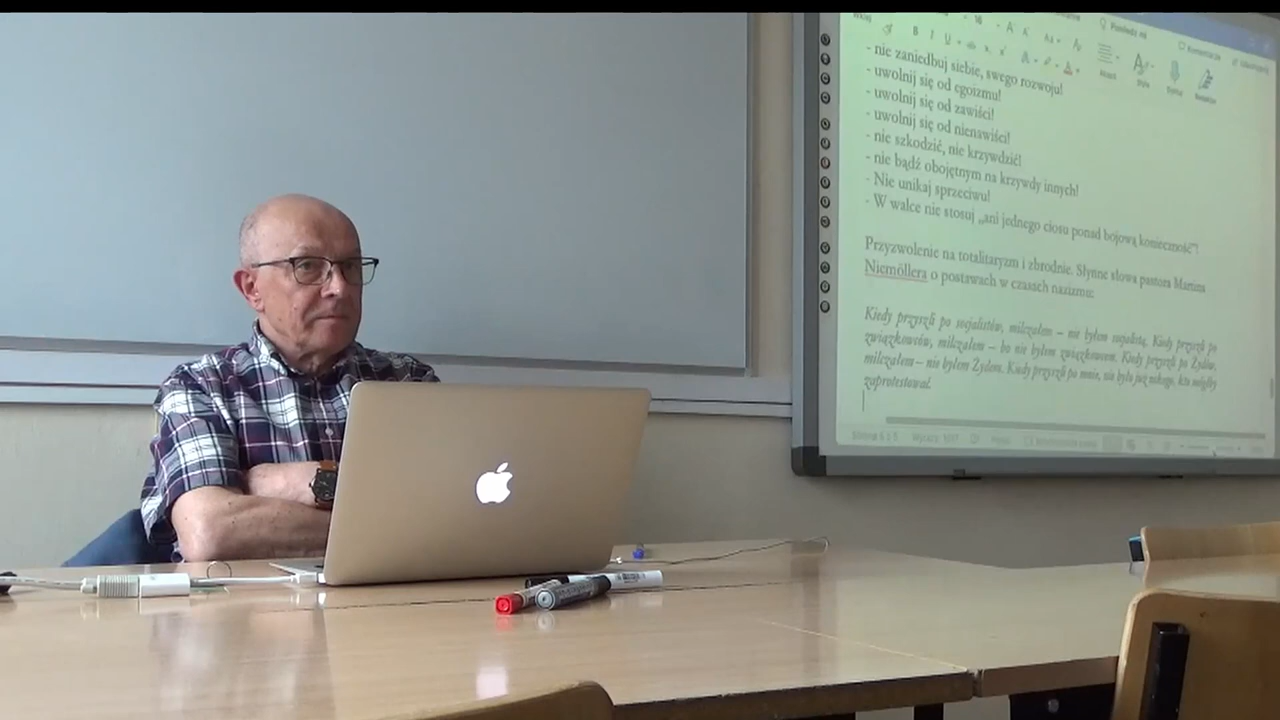 - nie zaniedbuj siebie, swego rozwoju!
- uwolnij się od egoizmu!
- uwolnij się od zawiści!
- uwolnij się od nienawiści!
- nie szkodzić, nie krzywdzić!
- nie bądź obojętnym na krzywdy innych!
- Nie unikaj sprzeciwu!
- W walce nie stosuj „ani jednego ciosu ponad bojową konieczność"!
Przyzwolenie na totalitaryzm i zbrodnie. Słynne słowa pastora Martina
Niemöllera o postawach w czasach nazizmu:
Kiedy przyszli po socjalistów, milczałem – nie byłem socjalistą. Kiedy przyszli po
związkowców, milczałem – bo nie byłem związkowcem. Kiedy przyszli po Żydów,
milczałem – nie byłem Żydem. Kiedy przyszli po mnie, nie było już nikogo, kto mógłby
zaprotestować.